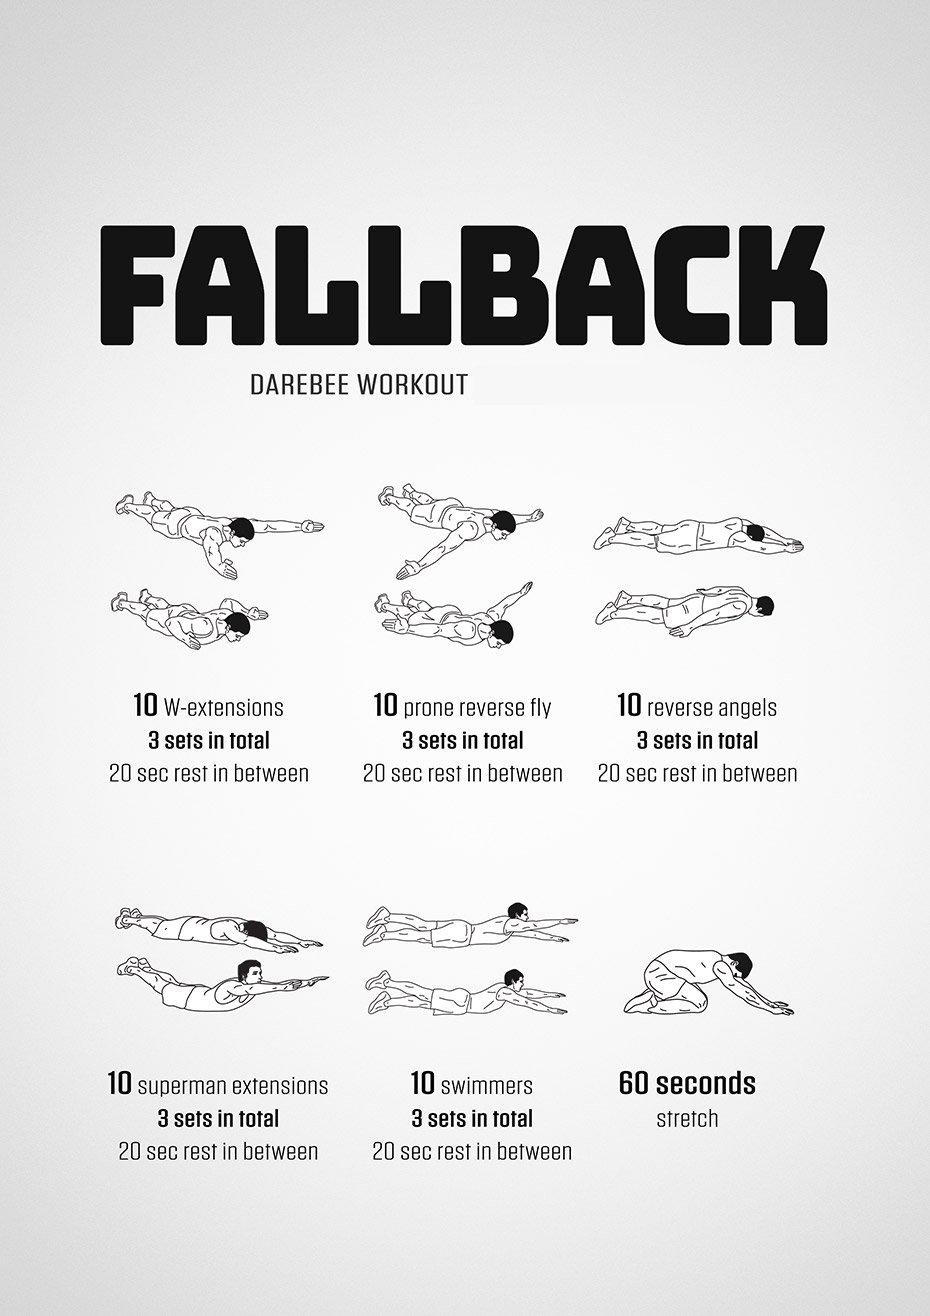 FALLBACK
DAREBEE WORKOUT
10 W-extensions
3 sets in total
20 sec rest in between
10 prone reverse fly
3 sets in total
20 sec rest in between
10 reverse angels
3 sets in total
20 sec rest in between
10 superman extensions
3 sets in total
20 sec rest in between
10 swimmers
3 sets in total
20 sec rest in between
60 seconds
stretch